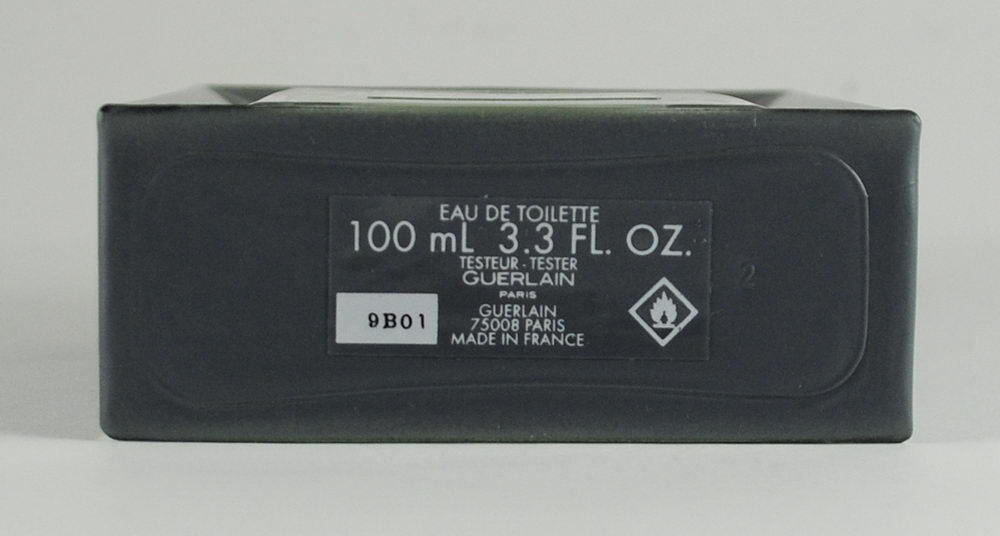 EAU DE TOILETTE
100 mL 3.3 FL. OZ.
TESTEUR - TESTER
GUERLAIN
PARIS
9B01
GUERLAIN
75008 PARIS
MADE IN FRANCE
2